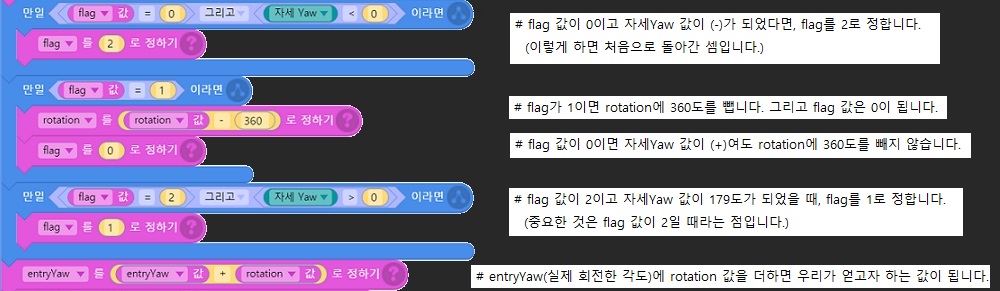 만일 flag 값 = 0 그리고 자세 Yaw < 0 이라면
# flag 값이 0이고 자세Yaw 값이 (-)가 되었다면, flag를 2로 정합니다.
flag 를 2 로 정하기 ?
(이렇게 하면 처음으로 돌아간 셈입니다.)
만일 flag 값 = 1 이라면
# flag가 1이면 rotation에 360도를 뺍니다. 그리고 flag 값은 0이 됩니다.
rotation 를 rotation 값 - 360 로 정하기 ?
flag 를 0 로 정하기 ?
# flag 값이 0이면 자세Yaw 값이 (+)여도 rotation에 360도를 빼지 않습니다.
만일 flag 값 = 2 그리고 자세 Yaw > 0 이라면
# flag 값이 2이고 자세Yaw 값이 179도가 되었을 때, flag를 1로 정합니다.
flag 를 1 로 정하기 ?
(중요한 것은 flag 값이 2일 때라는 점입니다.)
entryYaw 를 entryYaw 값 + rotation 값 로 정하기 ?
# entryYaw(실제 회전한 각도)에 rotation 값을 더하면 우리가 얻고자 하는 값이 됩니다.